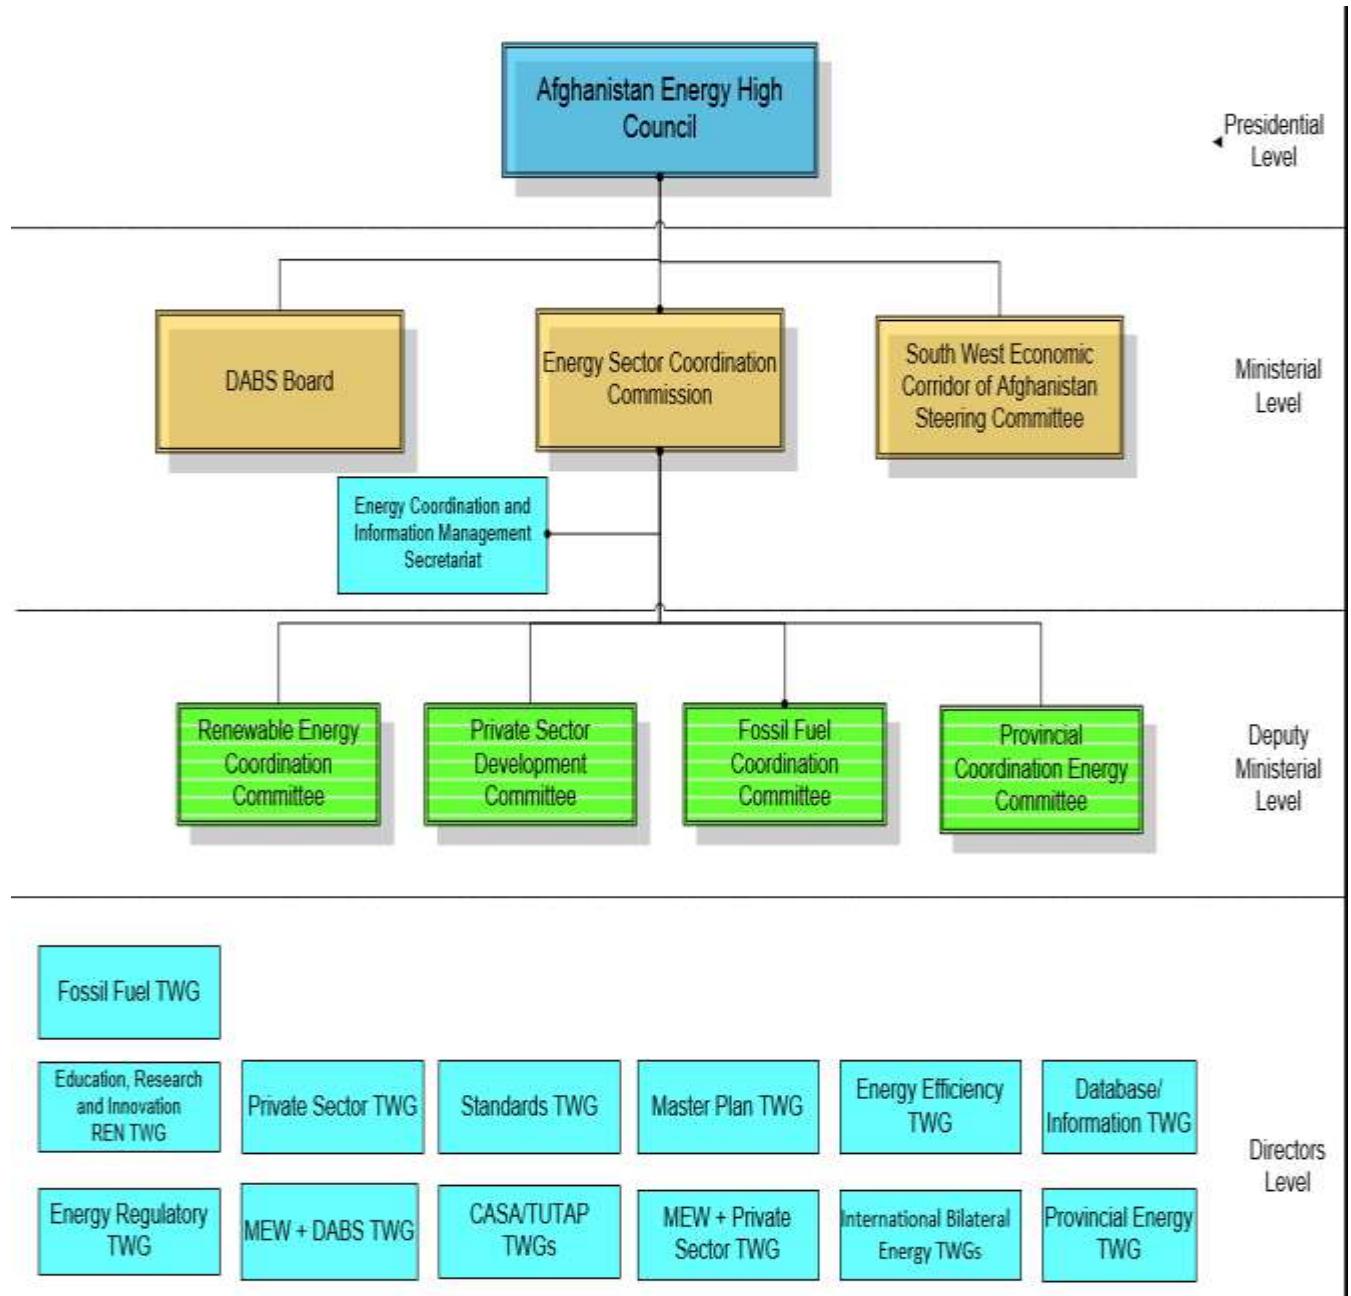 Afghanistan Energy High
Council
Presidential
Level
DABS Board
Energy Sector Coordination
Commission
South West Economic
Corridor of Afghanistan
Steering Committee
Ministerial
Level
Energy Coordination and
Information Management
Secretariat
Renewable Energy
Coordination
Committee
Private Sector
Development
Committee
Fossil Fuel
Coordination
Committee
Provincial
Coordination Energy
Committee
Deputy
Ministerial
Level
Fossil Fuel TWG
Education, Research
and Innovation
REN TWG
Private Sector TWG
Standards TWG
Master Plan TWG
Energy Efficiency
TWG
Database/
Information TWG
Directors
Level
Energy Regulatory
TWG
MEW + DABS TWG
CASA/TUTAP
TWGs
MEW + Private
Sector TWG
International Bilateral
Energy TWGs
Provincial Energy
TWG